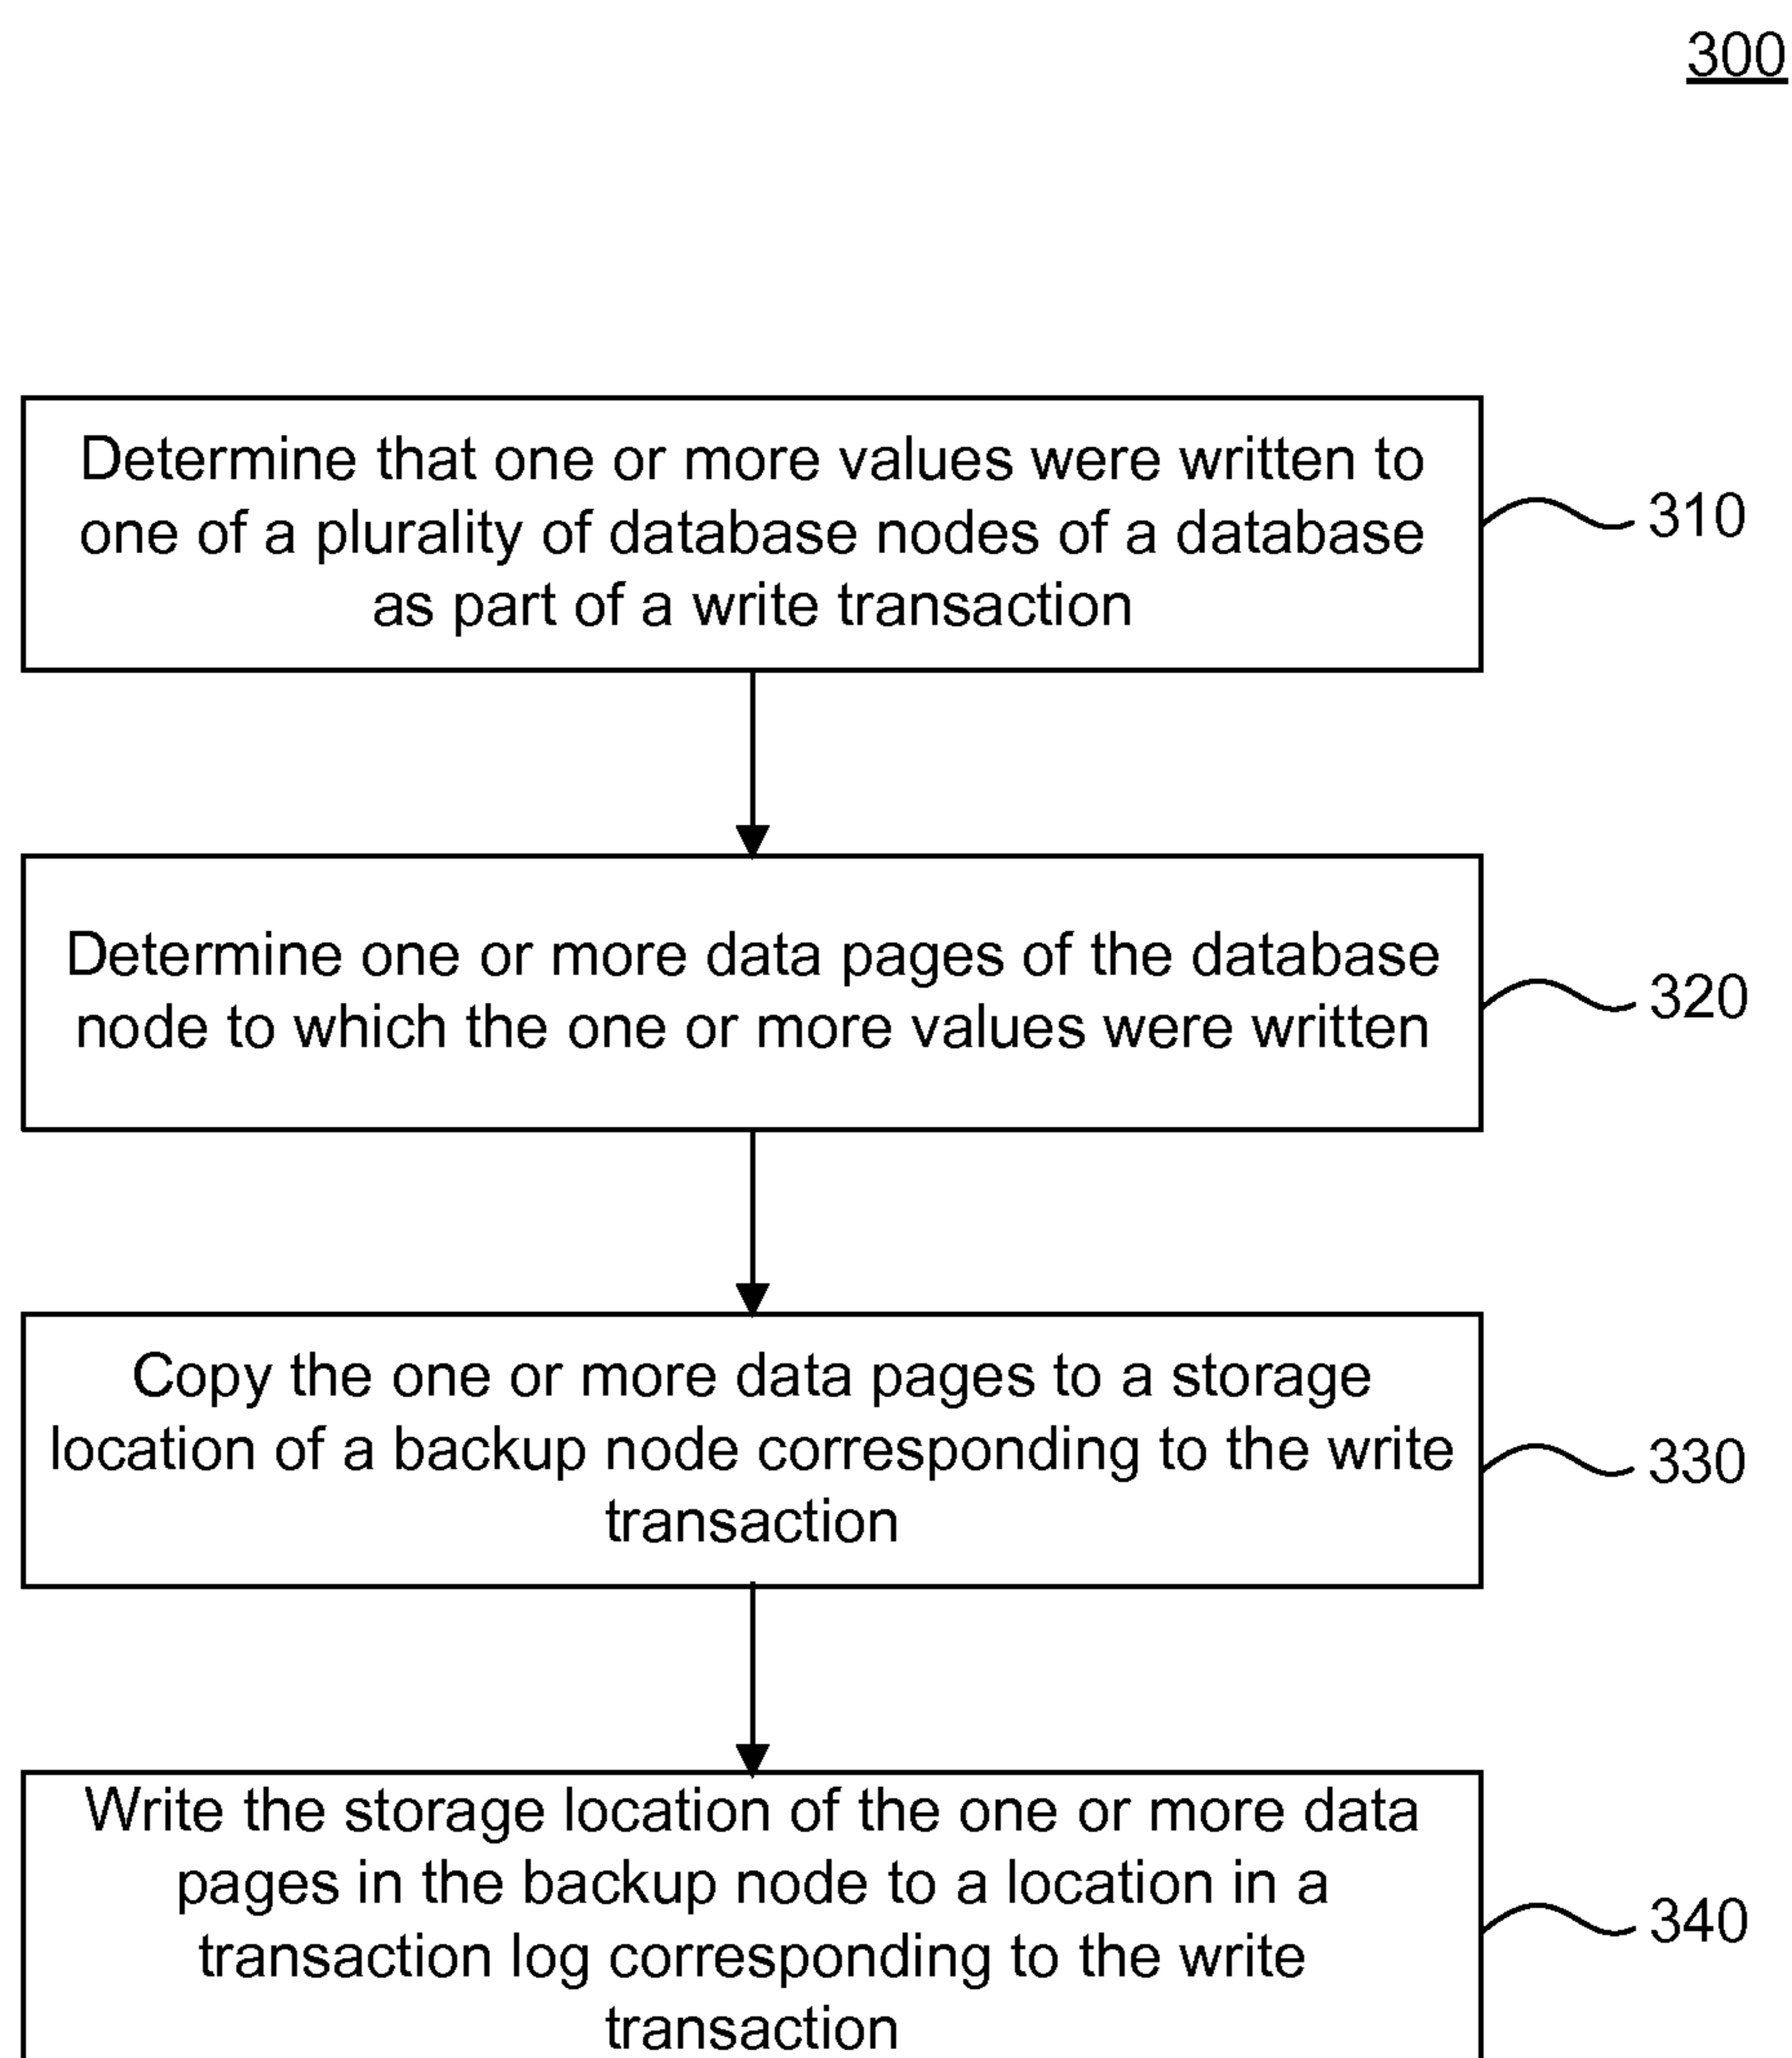 300
Determine that one or more values were written to
one of a plurality of database nodes of a database
as part of a write transaction
310
Determine one or more data pages of the database
node to which the one or more values were written
320
Copy the one or more data pages to a storage
location of a backup node corresponding to the write
transaction
330
Write the storage location of the one or more data
pages in the backup node to a location in a
transaction log corresponding to the write
transaction
340